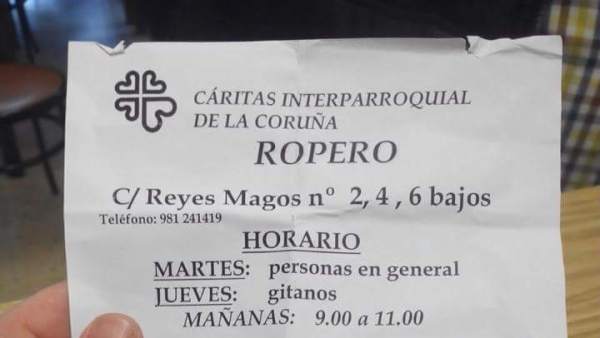 CÁRITAS INTERPARROQUIAL
DE LA CORUÑA
ROPERO
C/ Reyes Magos nº 2, 4 , 6 bajos
Teléfono: 981 241419
HORARIO
MARTES: personas en general
JUEVES: gitanos
MAÑANAS: 9.00 a 11.00